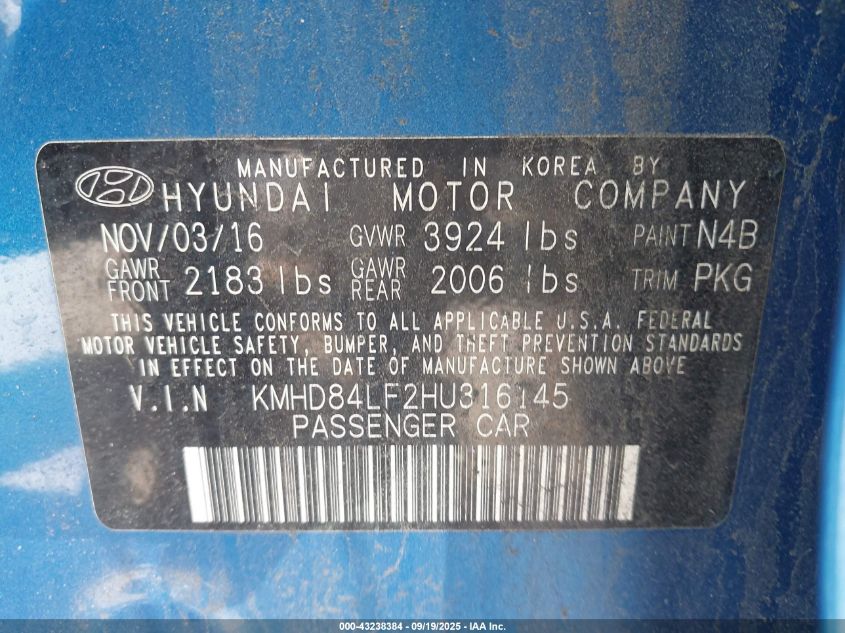 MANUFACTURED IN KOREA BY
HYUNDAI MOTOR COMPANY
NOV/03/16 GVWR 3924 lbs PAINT N4B
GAWR FRONT 2183 lbs GAWR REAR 2006 lbs TRIM PKG
THIS VEHICLE CONFORMS TO ALL APPLICABLE U.S.A. FEDERAL
MOTOR VEHICLE SAFETY, BUMPER, AND THEFT PREVENTION STANDARDS
IN EFFECT ON THE DATE OF MANUFACTURE SHOWN ABOVE
V.I.N KMHD84LF2HU316145
PASSENGER CAR
000-43238384 - 09/19/2025 - IAA Inc.